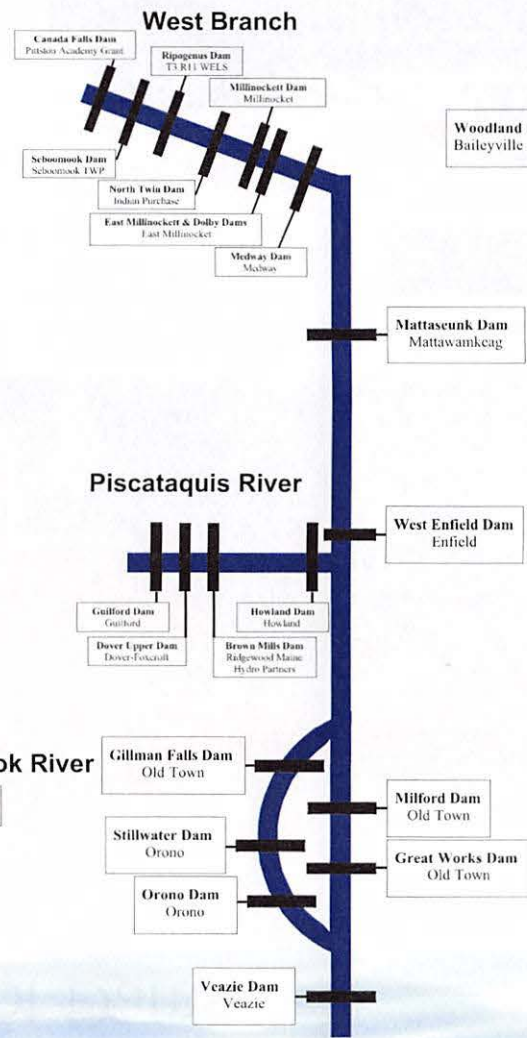 West Branch
Canada Falls Dam
Pittston Academy Grant
Ripogenus Dam
T3 R11 WELS
Millinockett Dam
Millinocket
Woodland
Baileyville
Seboomook Dam
Seboomook TWP
North Twin Dam
Indian Purchase
East Millinockett & Dolby Dams
East Millinocket
Medway Dam
Medway
Mattaseunk Dam
Mattawamkeag
Piscataquis River
West Enfield Dam
Enfield
Guilford Dam
Guilford
Howland Dam
Howland
Dover Upper Dam
Dover-Foxcroft
Brown Mills Dam
Ridgewood Maine
Hydro Partners
ok River
Gillman Falls Dam
Old Town
Milford Dam
Old Town
Stillwater Dam
Orono
Great Works Dam
Old Town
Orono Dam
Orono
Veazie Dam
Veazie